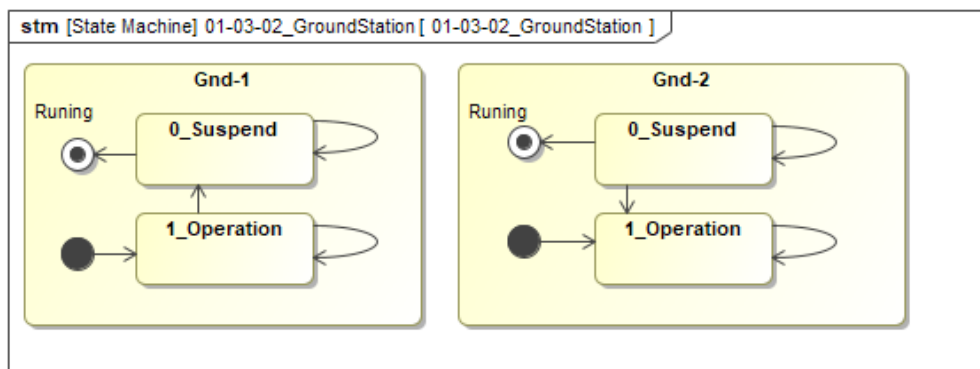 stm [State Machine] 01-03-02_GroundStation [ 01-03-02_GroundStation ]
Gnd-1
Runing
0_Suspend
1_Operation
Gnd-2
Runing
0_Suspend
1_Operation